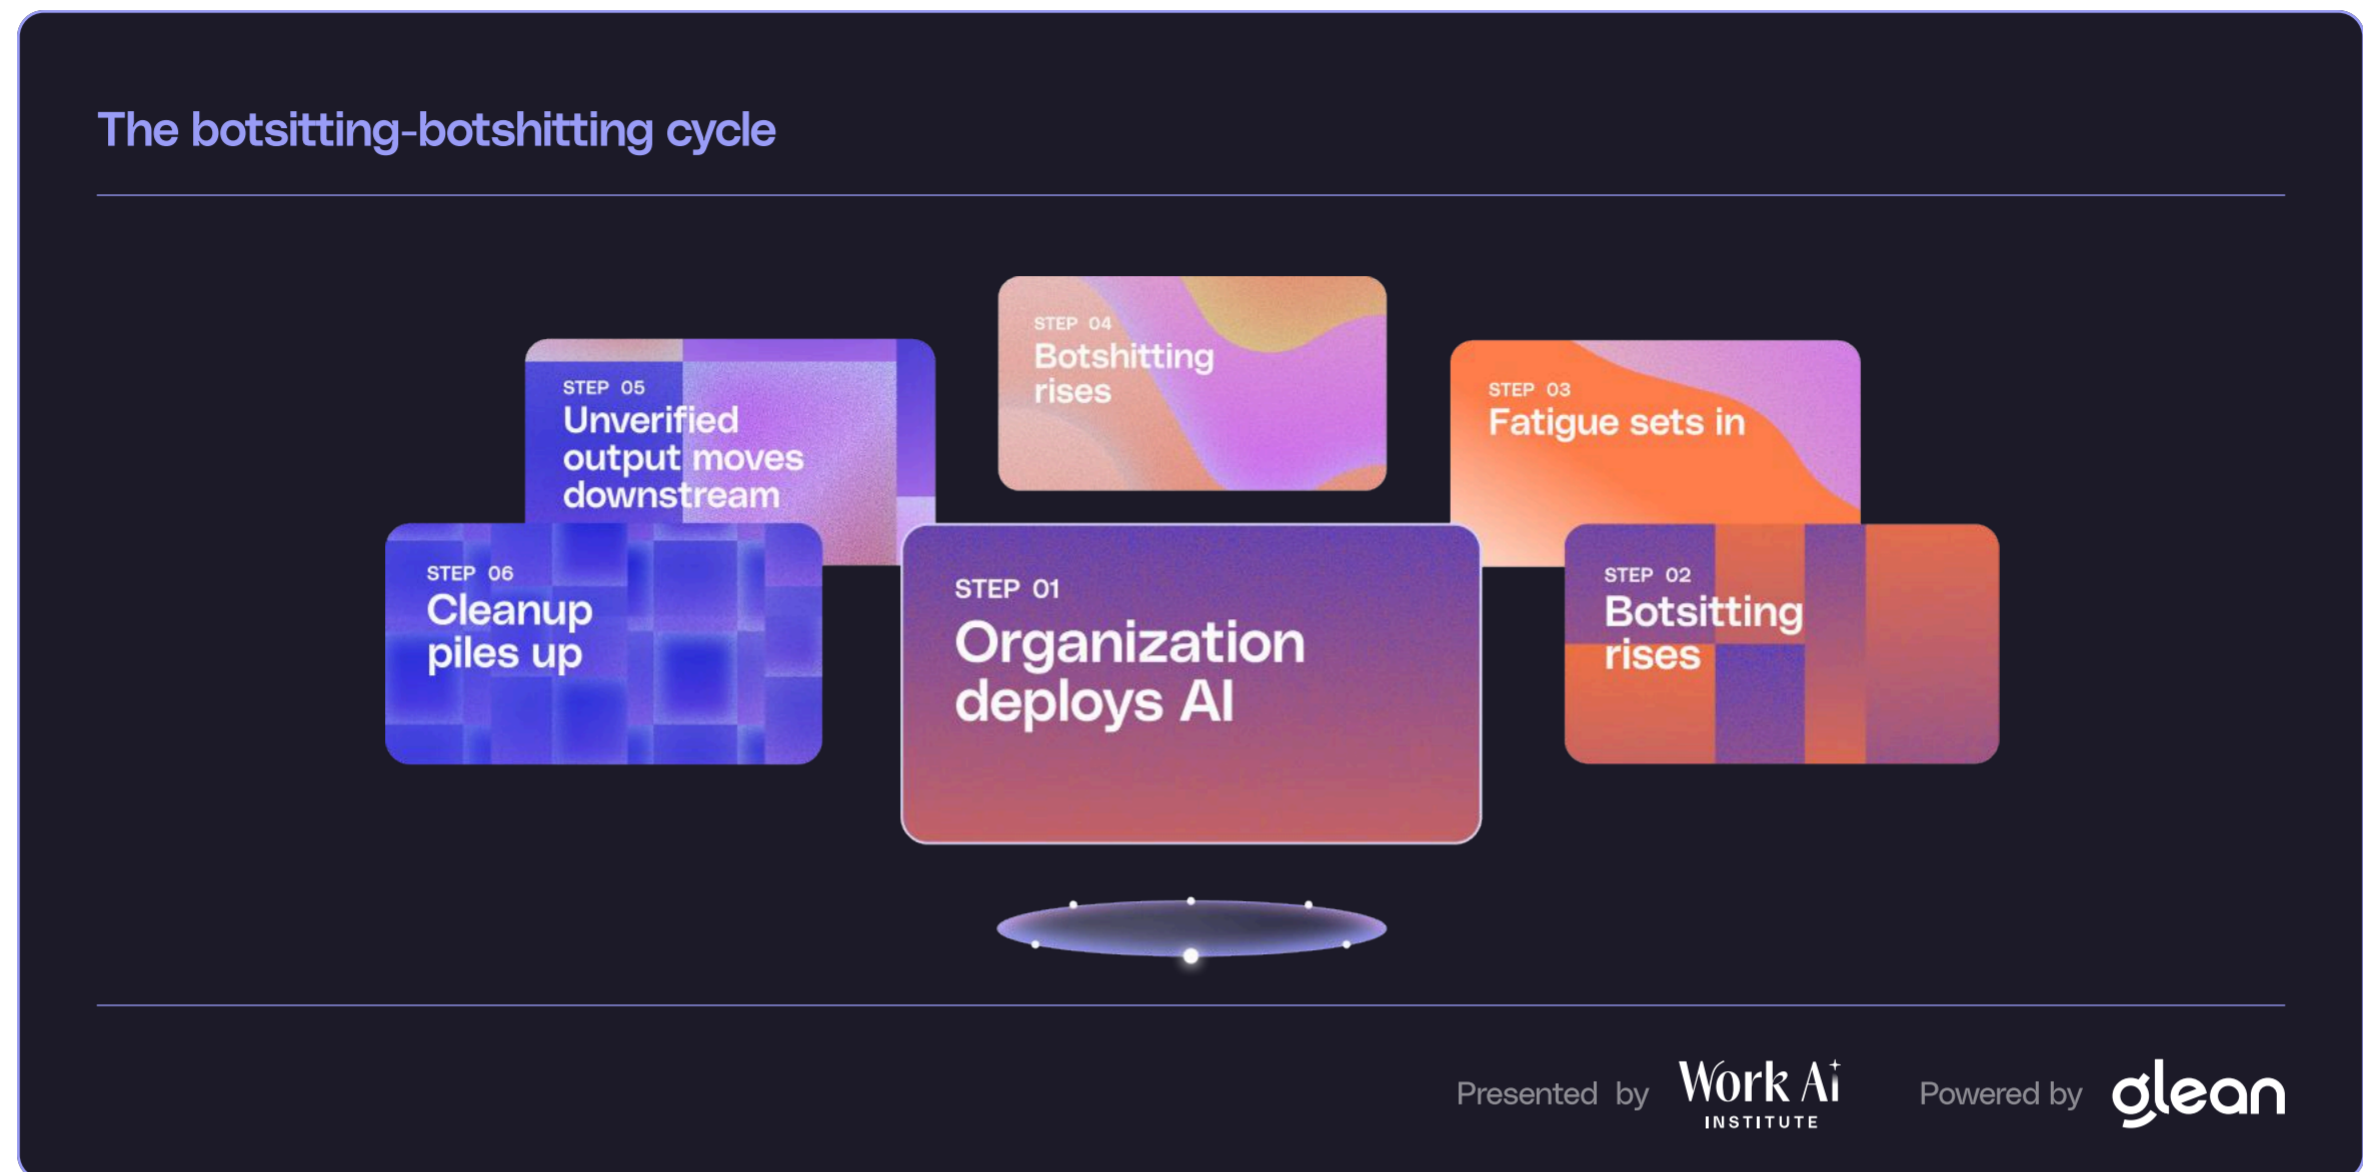 The botsitting-botshitting cycle
STEP 01
Organization
deploys AI
STEP 02
Botsitting
rises
STEP 03
Fatigue sets in
STEP 04
Botshitting
rises
STEP 05
Unverified
output moves
downstream
STEP 06
Cleanup
piles up
Presented by
Work Ai
INSTITUTE
Powered by
glean